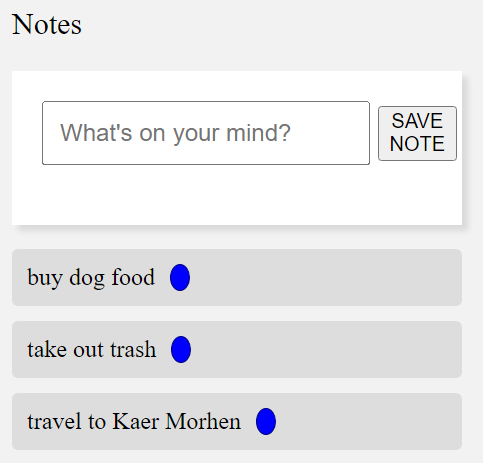 Notes
What's on your mind?
SAVE
NOTE
buy dog food
take out trash
travel to Kaer Morhen